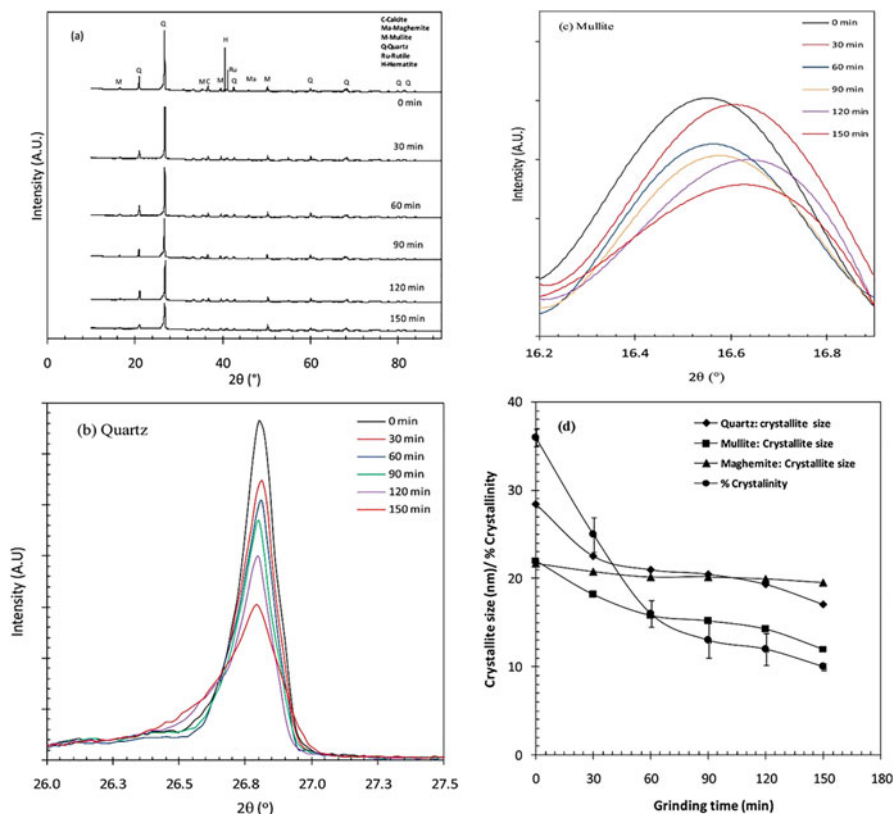 (a)
C-Calcite
Ma-Maghemite
M-Mullite
Q-Quartz
Ru-Rutile
H-Hematite
Q
H
M
Q
M C
M
Ru
Q
Ma
M
Q
Q
Q Q
0 min
30 min
60 min
90 min
120 min
150 min
Intensity (A.U.)
0 20 40 60 80
2θ (°)
(c) Mullite
0 min
30 min
60 min
90 min
120 min
150 min
Intensity (A.U.)
16.2 16.4 16.6 16.8
2θ (°)
(b) Quartz
0 min
30 min
60 min
90 min
120 min
150 min
Intensity (A.U)
26.0 26.3 26.5 26.8 27.0 27.3 27.5
2θ (°)
(d)
Quartz: crystallite size
Mullite: Crystallite size
Maghemite: Crystallite size
% Crystalinity
Crystallite size (nm)/ % Crystallinity
40
30
20
10
0
0 30 60 90 120 150 180
Grinding time (min)